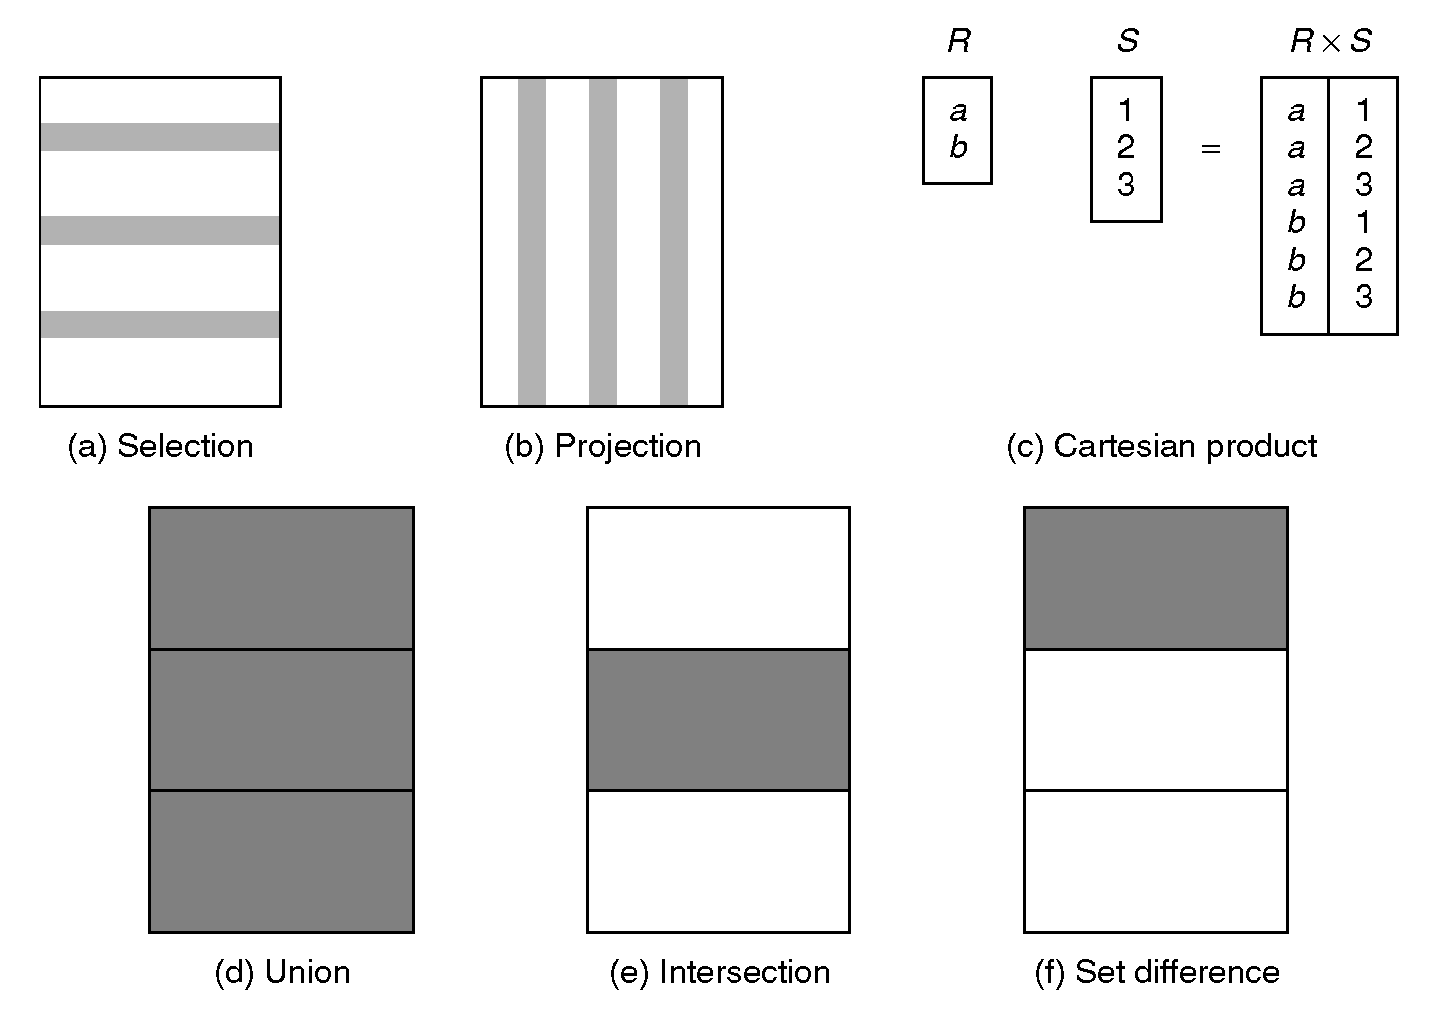 R S R × S
a 1 a 1
b 2 = a 2
3 a 3
b 1
b 2
b 3
(a) Selection (b) Projection (c) Cartesian product
(d) Union (e) Intersection (f) Set difference